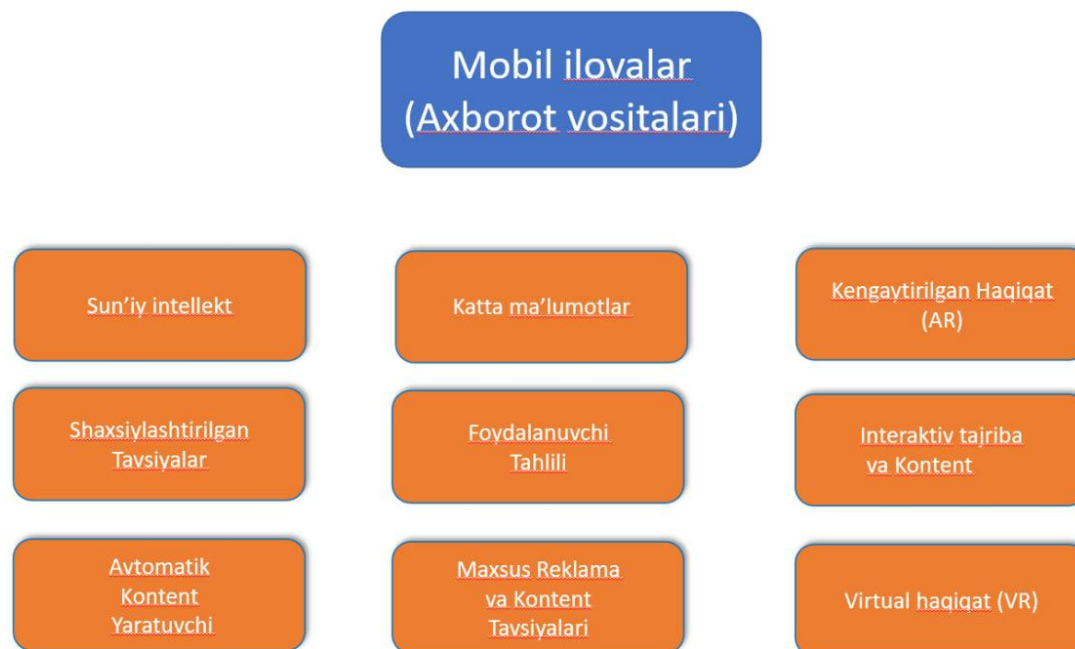 Mobil ilovalar
(Axborot vositalari)
Sun’iy intellekt
Katta ma’lumotlar
Kengaytirilgan Haqiqat
(AR)
Shaxsiylashtirilgan
Tavsiyalar
Foydalanuvchi
Tahlili
Interaktiv tajriba
va Kontent
Avtomatik
Kontent
Yaratuvchi
Maxsus Reklama
va Kontent
Tavsiyalari
Virtual haqiqat (VR)